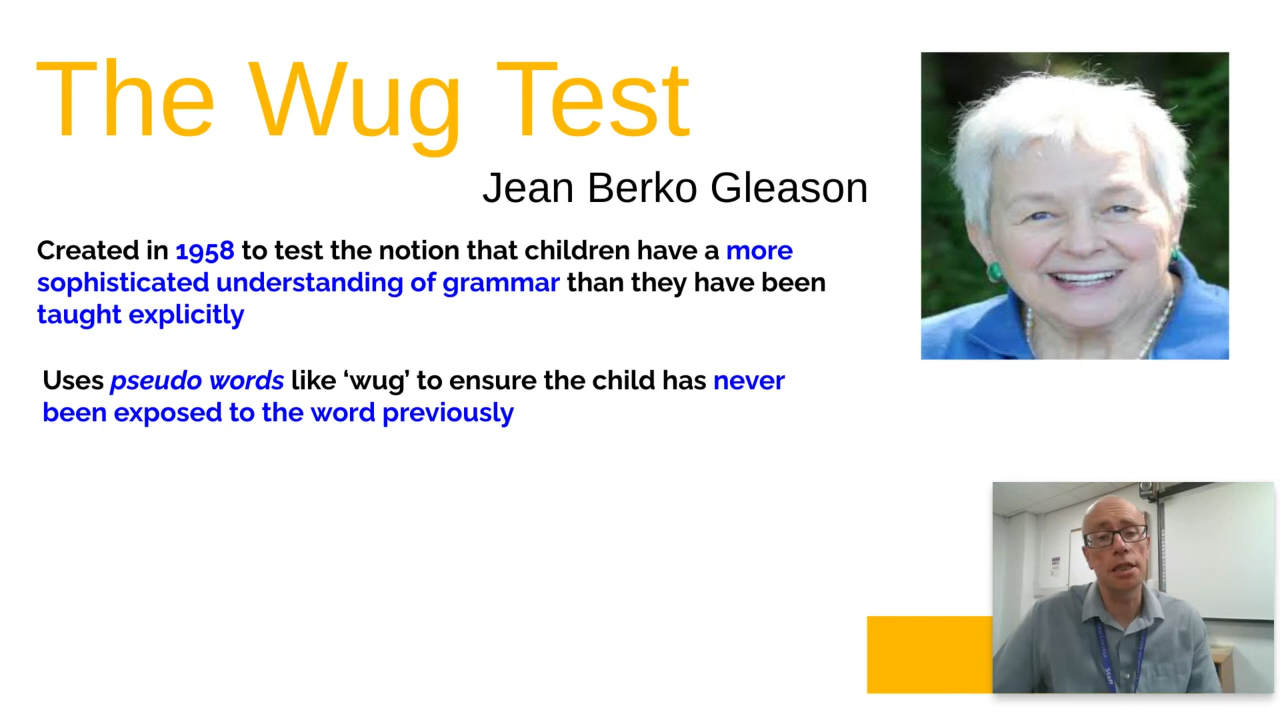 The Wug Test
Jean Berko Gleason
Created in 1958 to test the notion that children have a more
sophisticated understanding of grammar than they have been
taught explicitly
Uses pseudo words like ‘wug’ to ensure the child has never
been exposed to the word previously